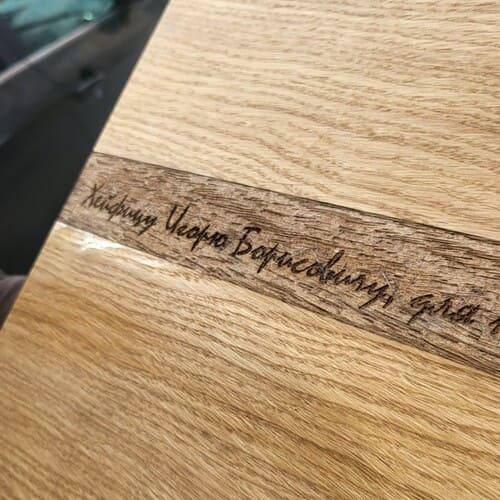 Хейфицу Игорю Борисовичу, для